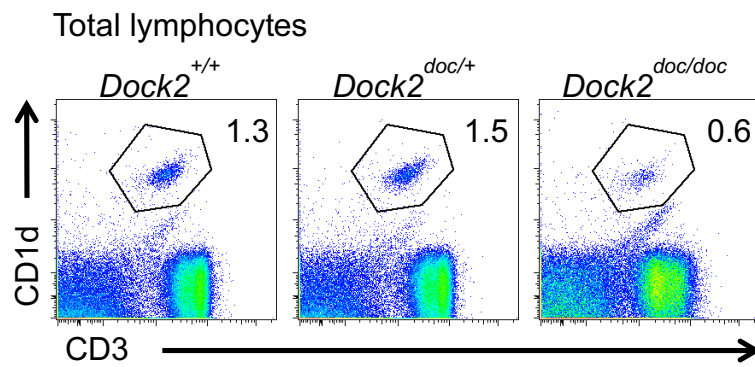 Total lymphocytes
Dock2+/+ Dock2doc/+ Dock2doc/doc
1.3 1.5 0.6
CD1d
CD3